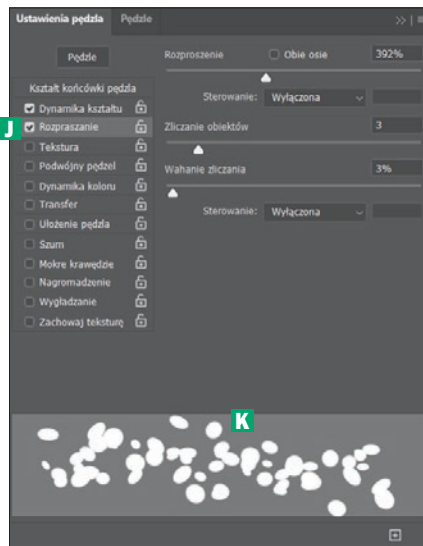 Ustawienia pędzla Pędzle
Pędzle Rozproszenie Obie osie 392%
Kształt końcówki pędzla
Sterowanie: Wyłączona
Dynamika kształtu
J Rozpraszanie Zliczanie obiektów 3
Tekstura
Podwójny pędzel Wahanie zliczania 3%
Dynamika koloru
Transfer Sterowanie: Wyłączona
Ułożenie pędzla
Szum
Mokre krawędzie
Nagromadzenie
Wygładzanie
Zachowaj teksturę
K